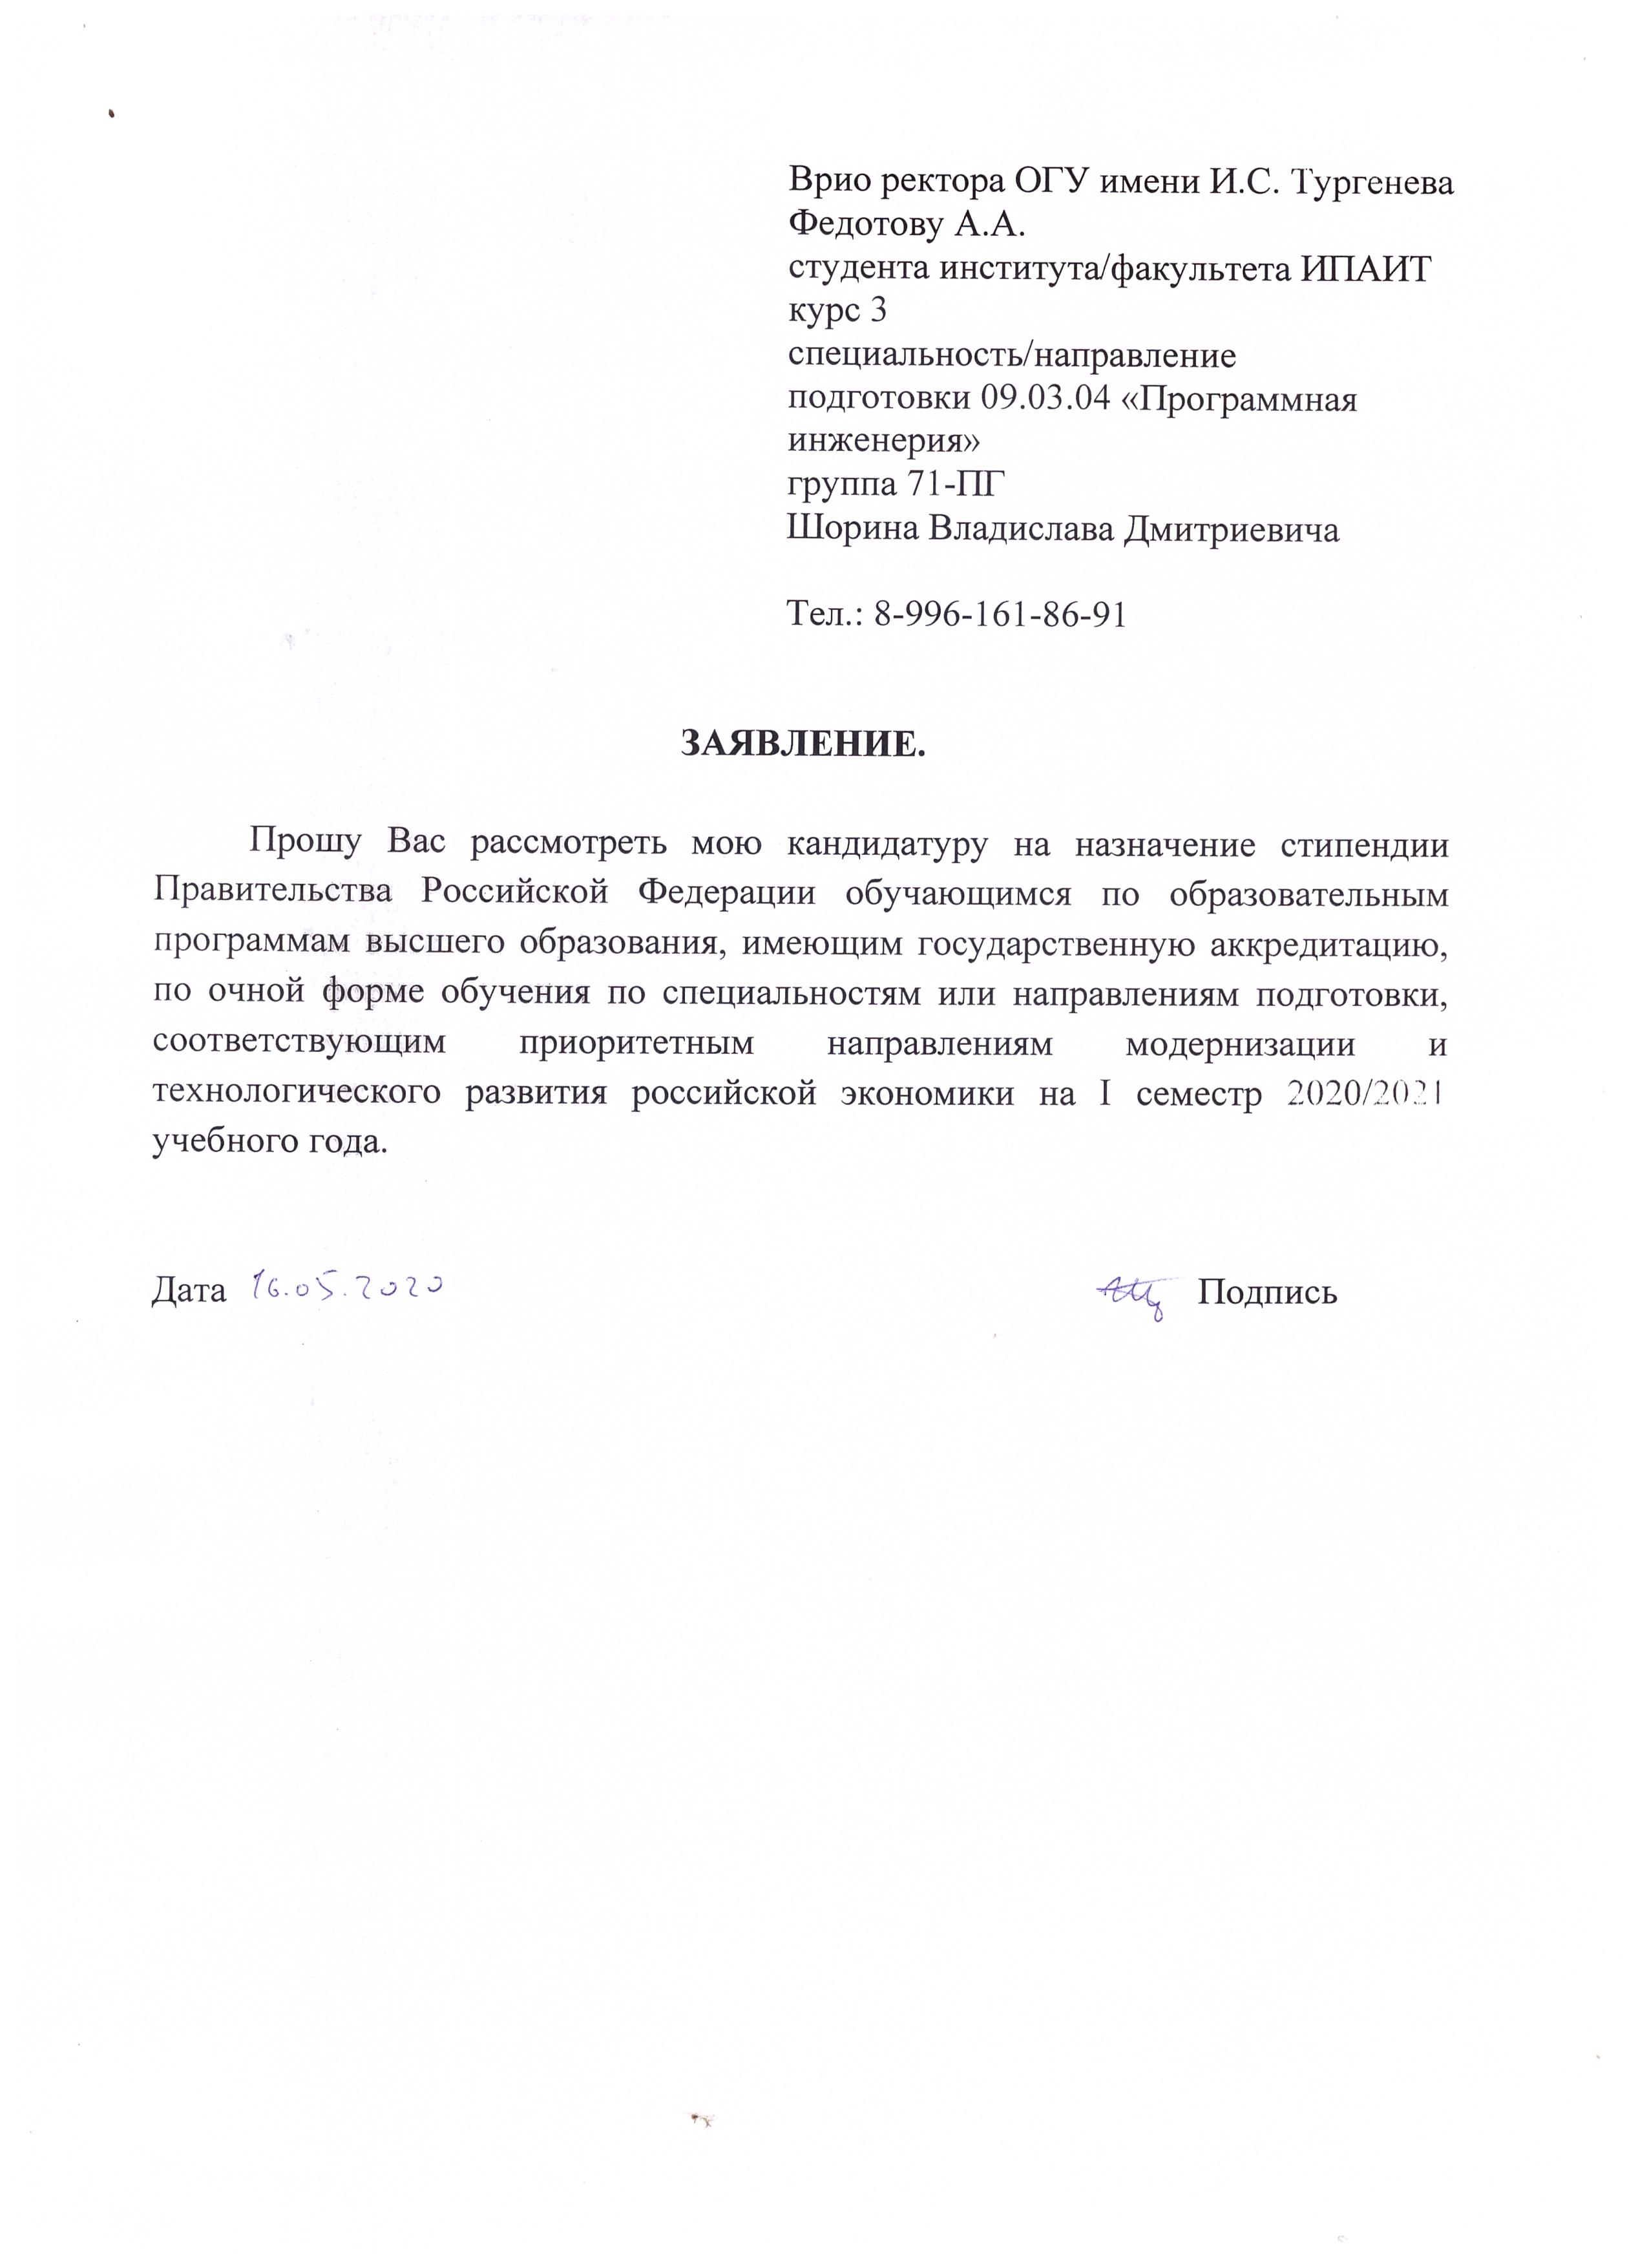 Врио ректора ОГУ имени И.С. Тургенева
Федотову А.А.
студента института/факультета ИПАИТ
курс 3
специальность/направление
подготовки 09.03.04 «Программная
инженерия»
группа 71-ПГ
Шорина Владислава Дмитриевича
Тел.: 8-996-161-86-91
ЗАЯВЛЕНИЕ.
Прошу Вас рассмотреть мою кандидатуру на назначение стипендии
Правительства Российской Федерации обучающимся по образовательным
программам высшего образования, имеющим государственную аккредитацию,
по очной форме обучения по специальностям или направлениям подготовки,
соответствующим приоритетным направлениям модернизации и
технологического развития российской экономики на I семестр 2020/2021
учебного года.
Дата 16.05.2020 Подпись